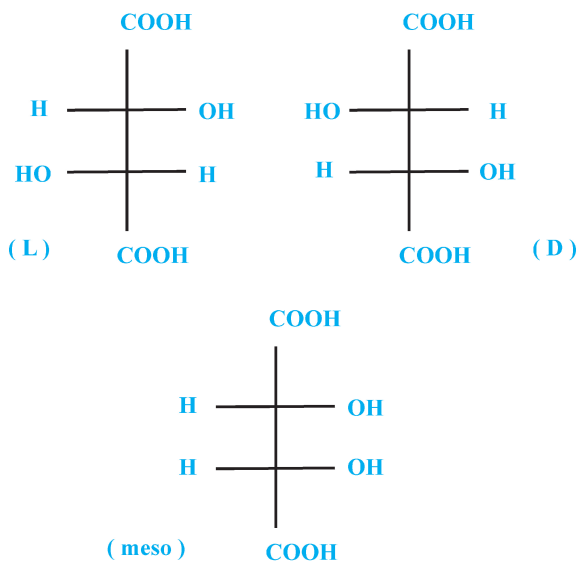 COOH COOH
H OH HO H
HO H H OH
( L ) COOH COOH ( D )
COOH
H OH
H OH
( meso ) COOH